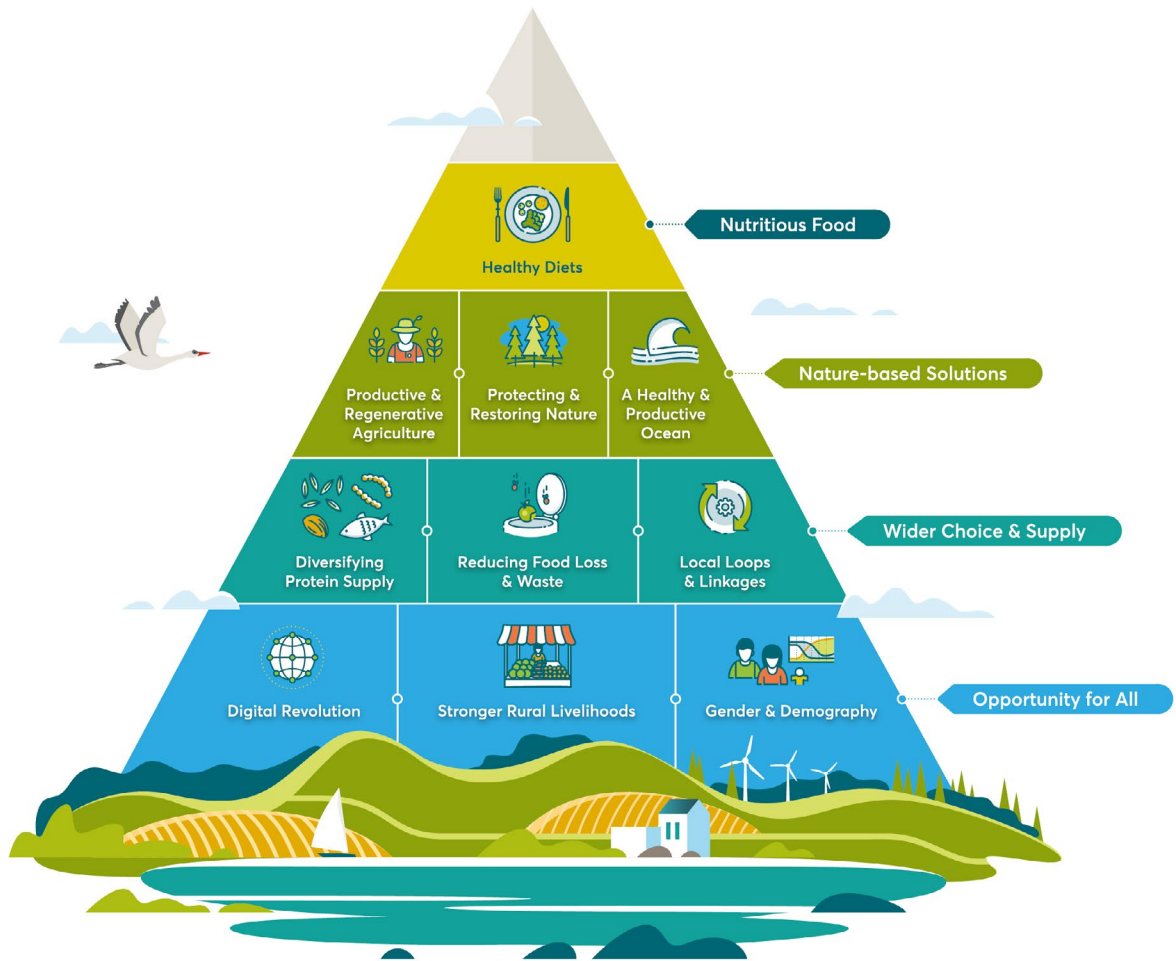 Healthy Diets
Nutritious Food
Productive &
Regenerative
Agriculture
Protecting &
Restoring Nature
A Healthy &
Productive
Ocean
Nature-based Solutions
Diversifying
Protein Supply
Reducing Food Loss
& Waste
Local Loops
& Linkages
Wider Choice & Supply
Digital Revolution
Stronger Rural Livelihoods
Gender & Demography
Opportunity for All